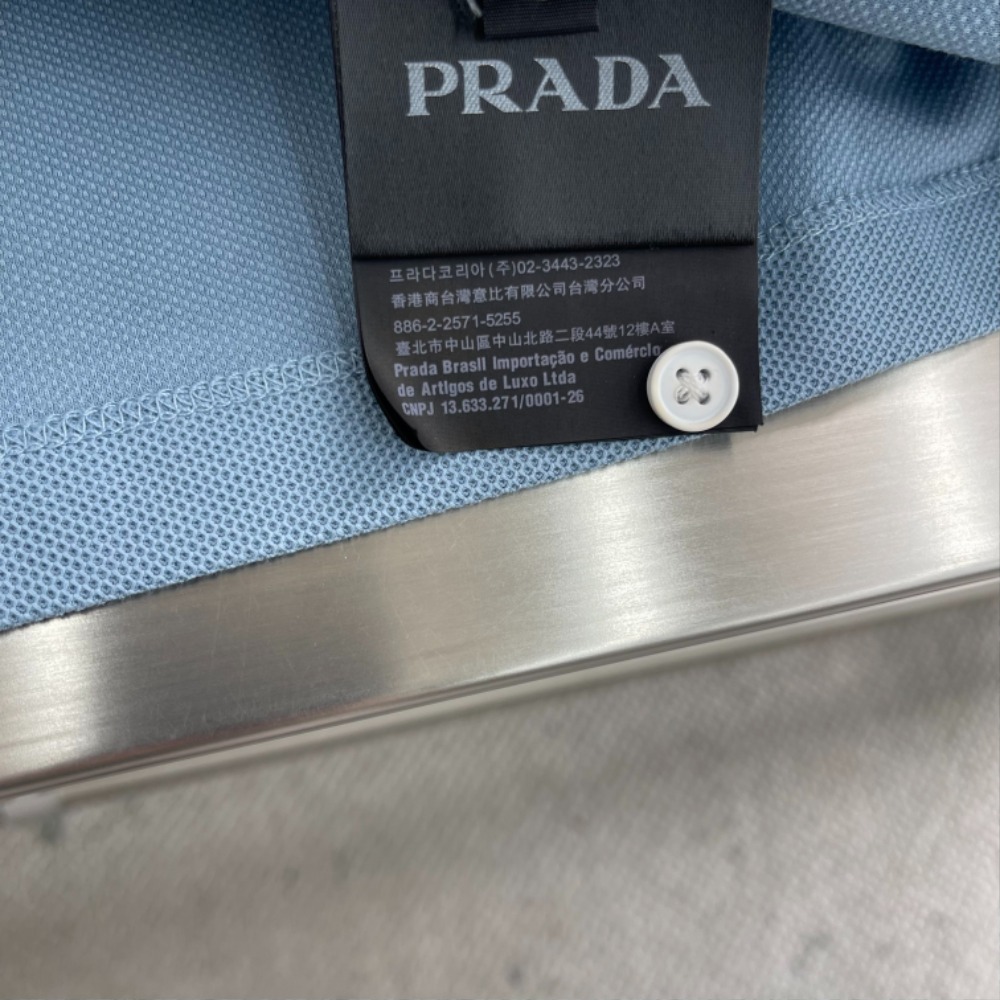 PRADA
프라다코리아(주)02-3443-2323
香港商台灣意比有限公司台灣分公司
886-2-2571-5255
臺北市中山區中山北路二段44號12樓A室
Prada Brasil Importação e Comércio
de Artigos de Luxo Ltda
CNPJ 13.633.271/0001-26